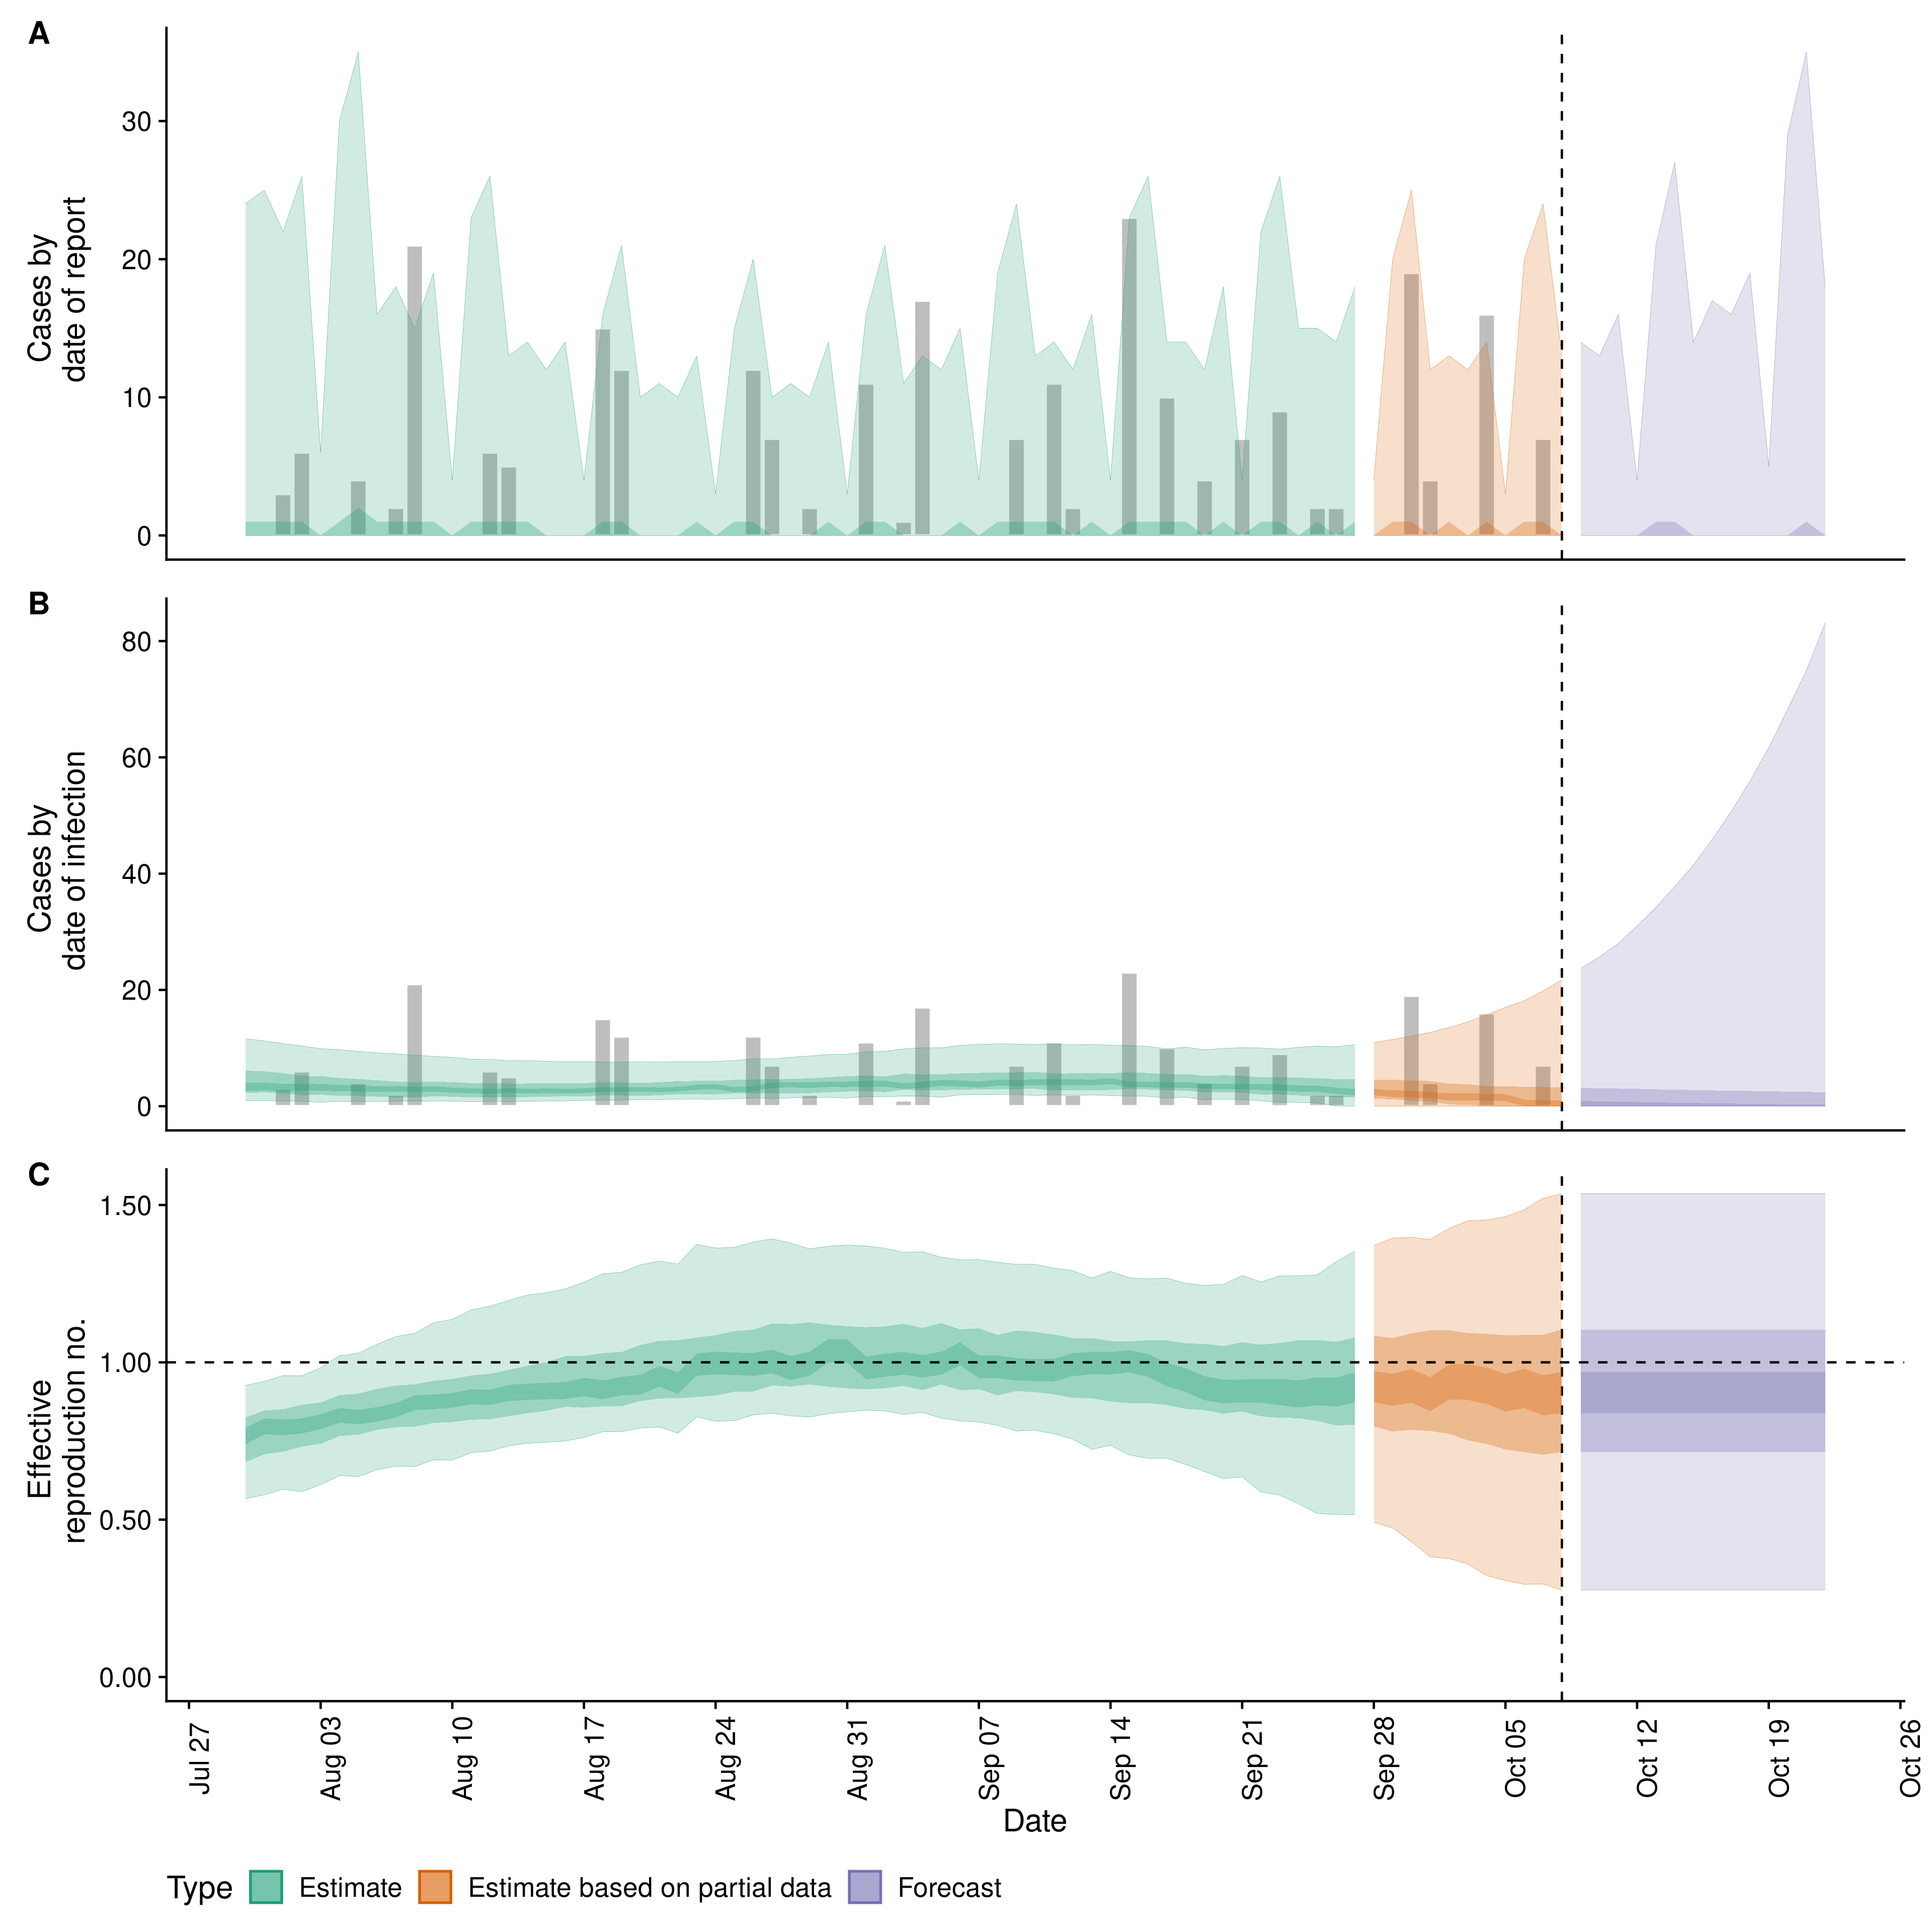 A
Cases by
date of report
30
20
10
0
B
Cases by
date of infection
80
60
40
20
0
C
Effective
reproduction no.
1.50
1.00
0.50
0.00
Jul 27
Aug 03
Aug 10
Aug 17
Aug 24
Aug 31
Sep 07
Sep 14
Sep 21
Sep 28
Oct 05
Oct 12
Oct 19
Oct 26
Date
Type Estimate Estimate based on partial data Forecast